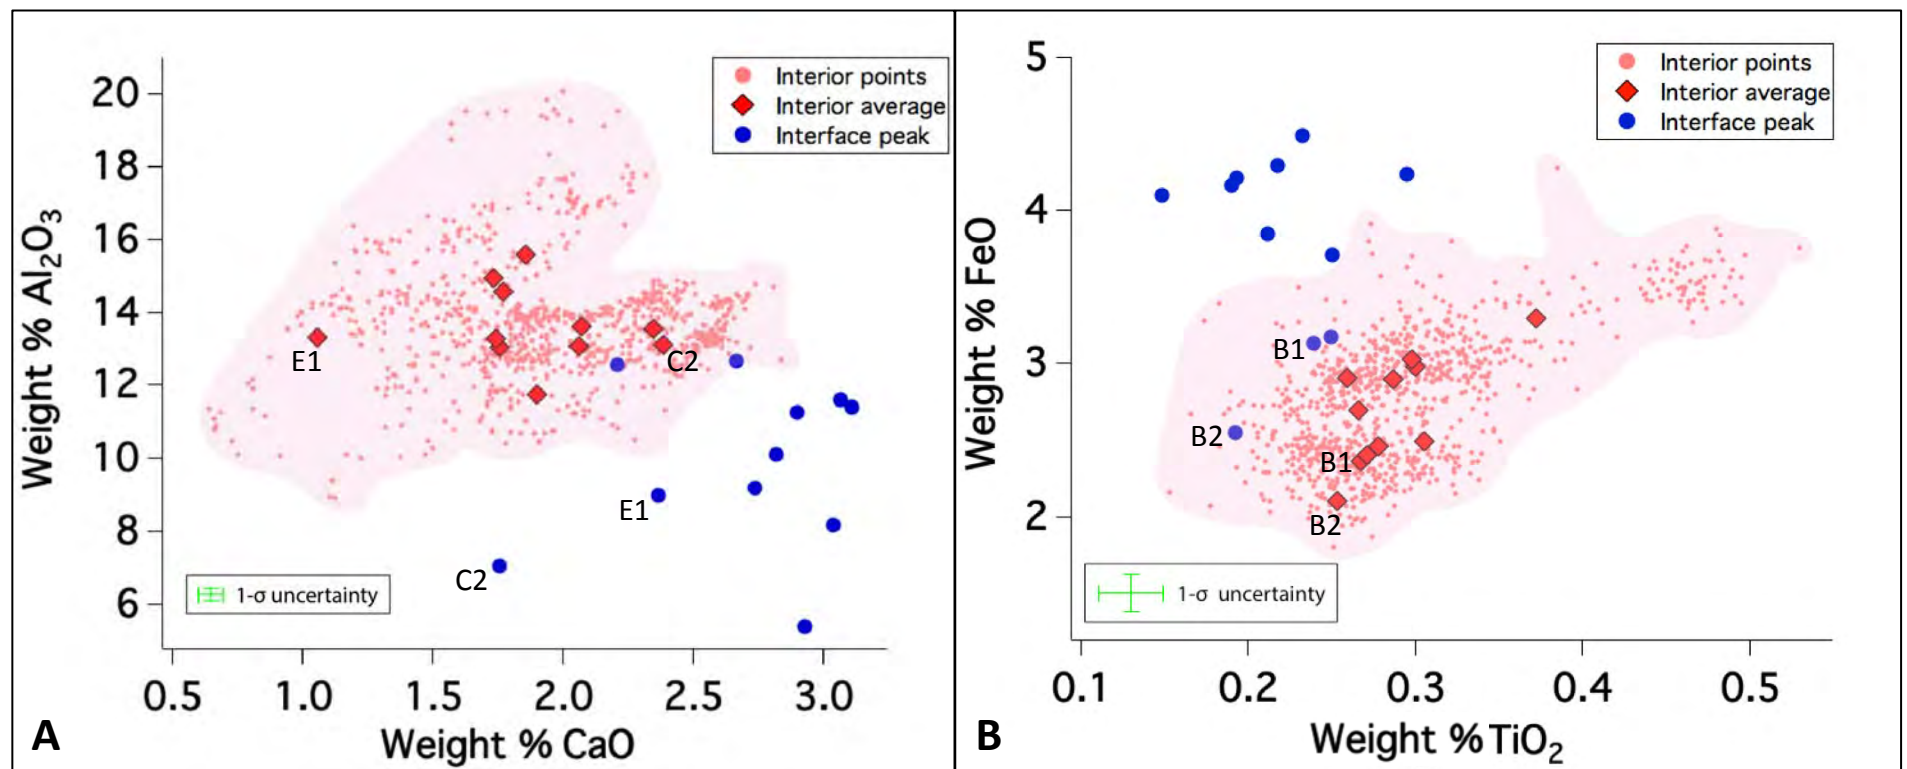 Interior points
Interior average
Interface peak
Weight % Al₂O₃
20
18
16
14
12
10
8
6
E1
C2
E1
C2
1-σ uncertainty
0.5 1.0 1.5 2.0 2.5 3.0
Weight % CaO
A
Interior points
Interior average
Interface peak
Weight % FeO
5
4
3
2
B1
B2
B1
B2
1-σ uncertainty
0.1 0.2 0.3 0.4 0.5
Weight % TiO₂
B